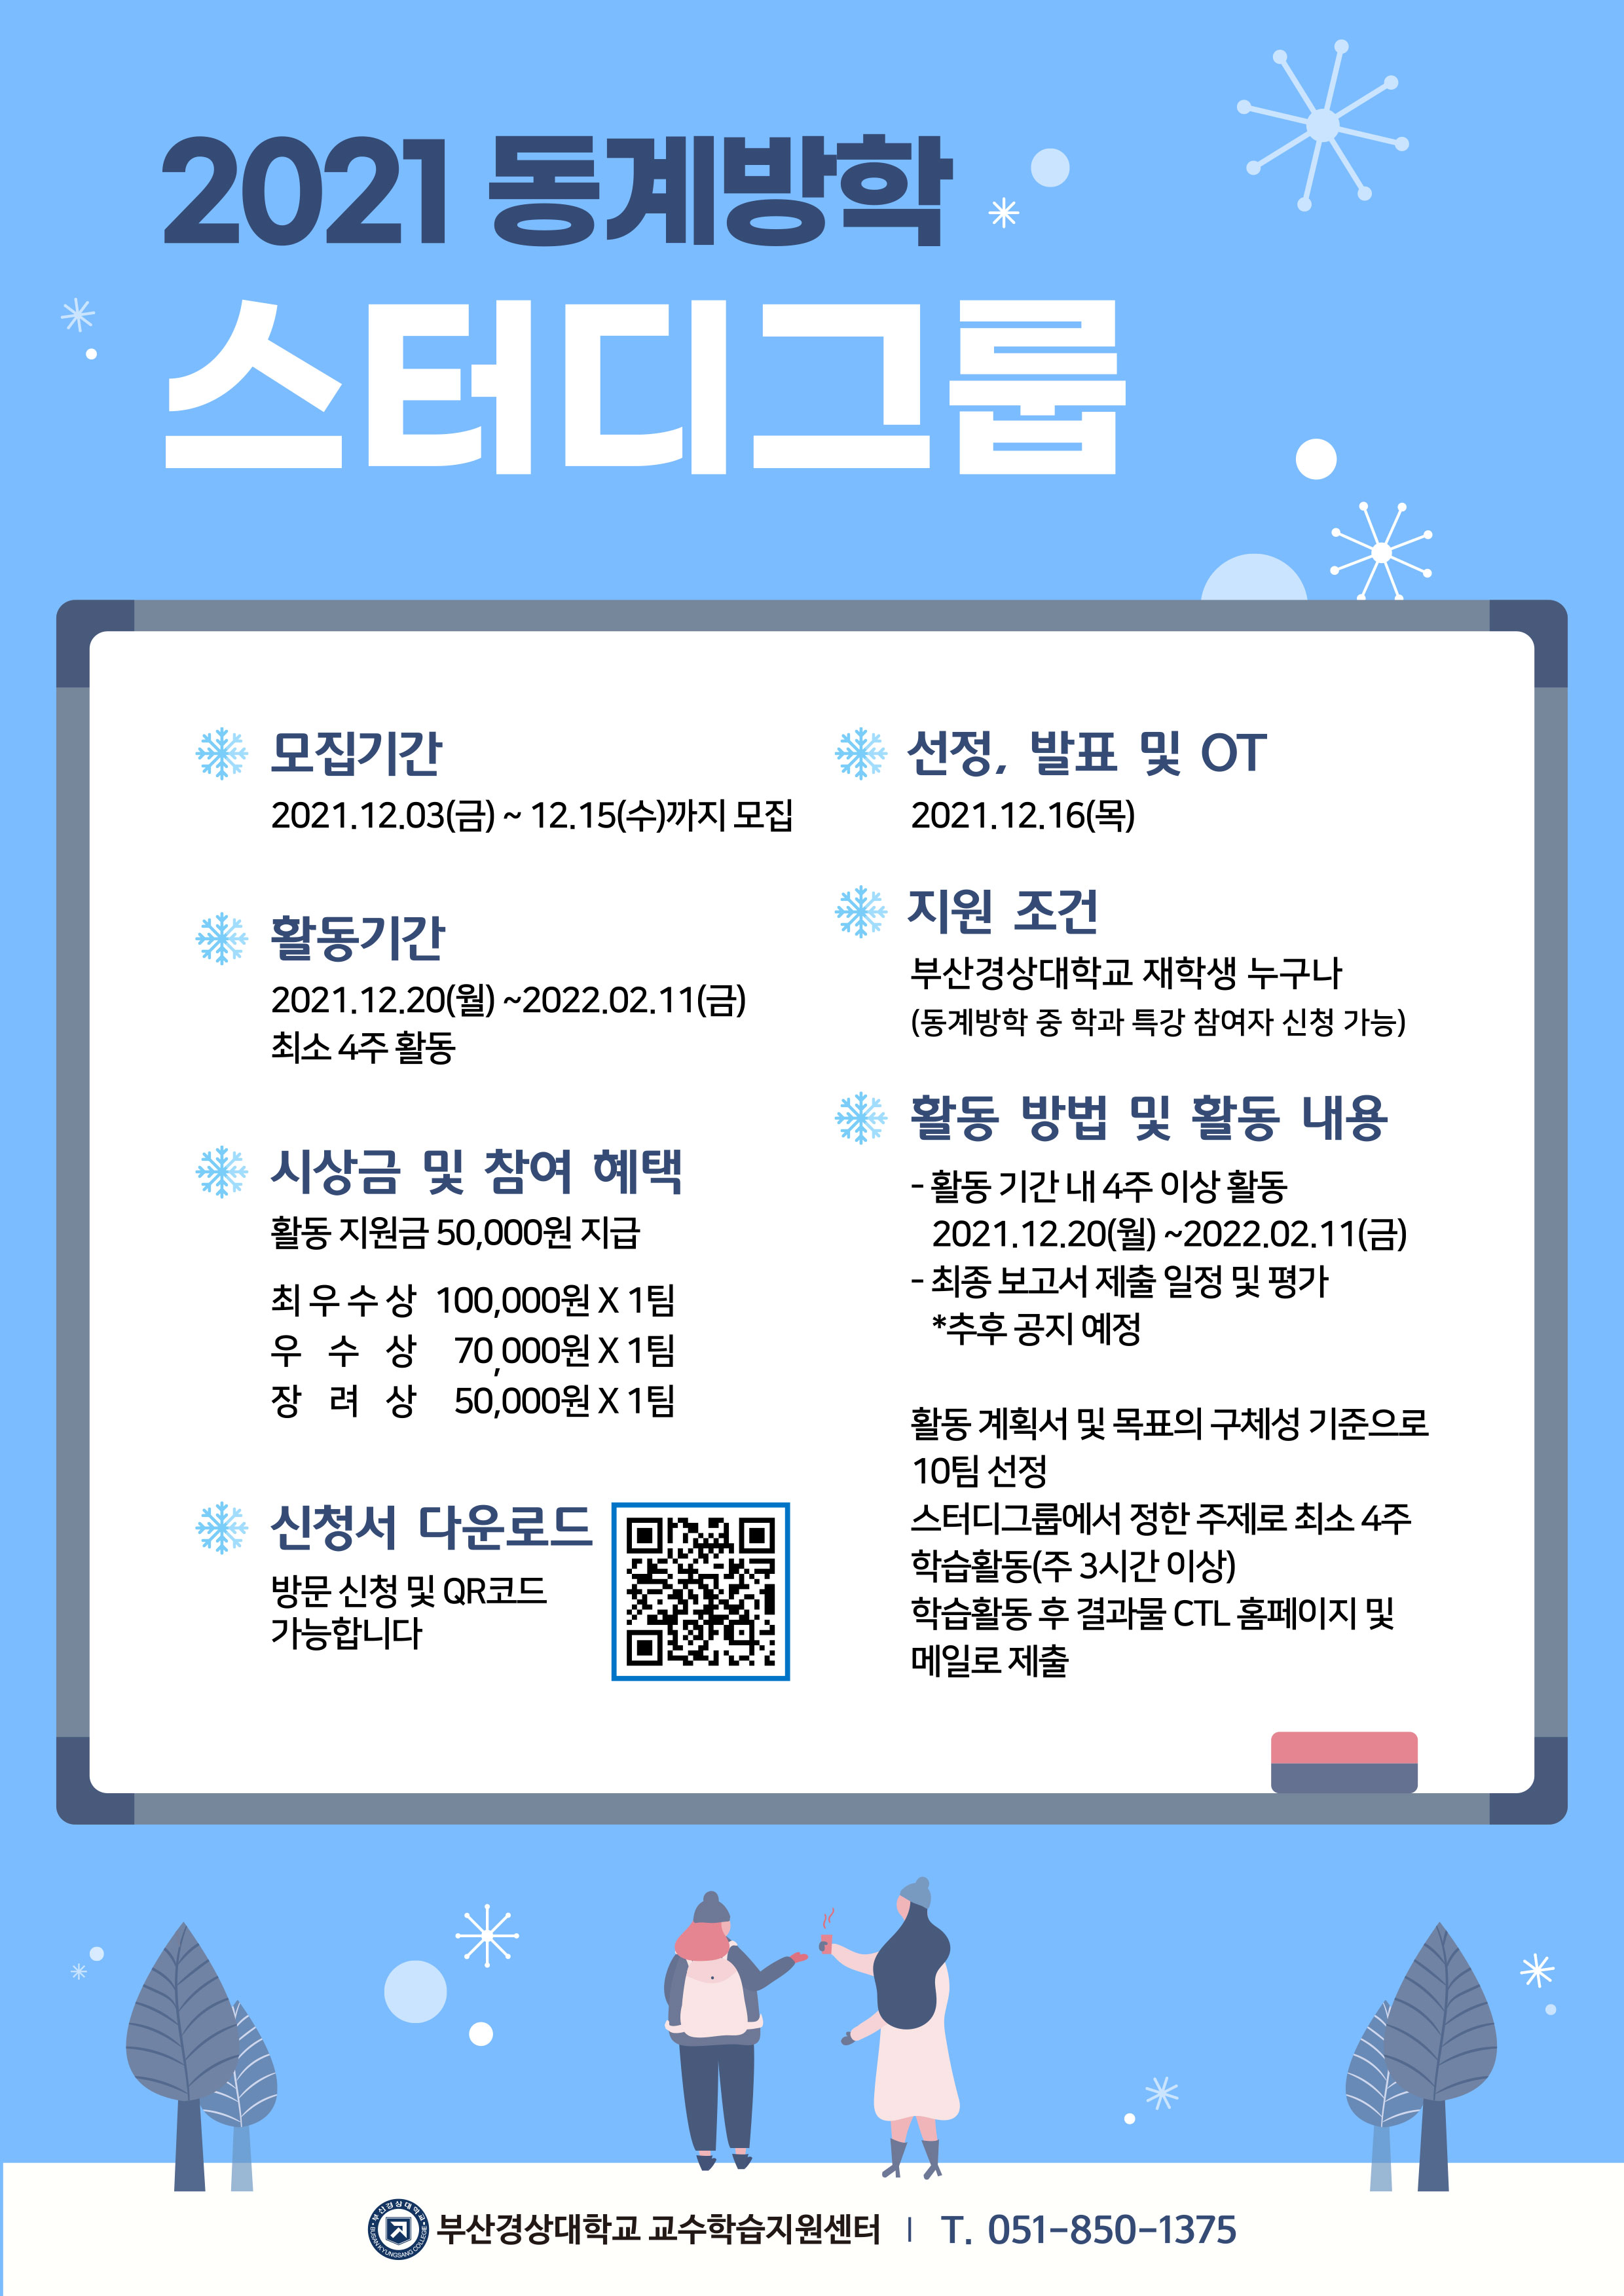 2021 동계방학
스터디그룹
모집기간
2021.12.03(금) ~ 12.15(수)까지 모집
활동기간
2021.12.20(월) ~2022.02.11(금)
최소 4주 활동
시상금 및 참여 혜택
활동 지원금 50,000원 지급
최우수상 100,000원 X 1팀
우 수 상 70,000원 X 1팀
장 려 상 50,000원 X 1팀
신청서 다운로드
방문 신청 및 QR코드
가능합니다
선정, 발표 및 OT
2021.12.16(목)
지원 조건
부산경상대학교 재학생 누구나
(동계방학 중 학과 특강 참여자 신청 가능)
활동 방법 및 활동 내용
- 활동 기간 내 4주 이상 활동
2021.12.20(월) ~2022.02.11(금)
- 최종 보고서 제출 일정 및 평가
*추후 공지 예정
활동 계획서 및 목표의 구체성 기준으로
10팀 선정
스터디그룹에서 정한 주제로 최소 4주
학습활동(주 3시간 이상)
학습활동 후 결과물 CTL 홈페이지 및
메일로 제출
부산경상대학교
BUSAN KYUNGSANG COLLEGE
부산경상대학교 교수학습지원센터 | T. 051-850-1375